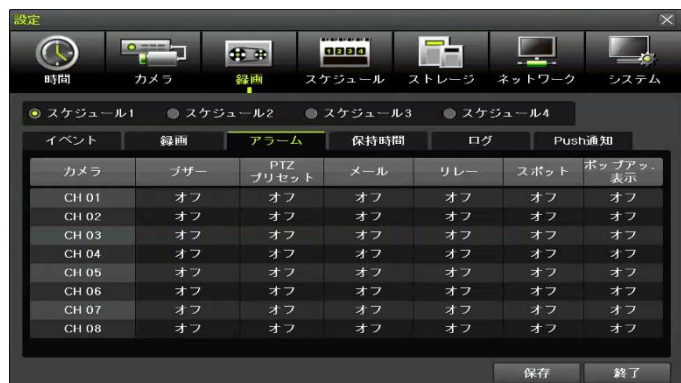 設定
時間 カメラ 録画 スケジュール ストレージ ネットワーク システム
スケジュール1 スケジュール2 スケジュール3 スケジュール4
イベント 録画 アラーム 保持時間 ログ Push通知
カメラ ブザー PTZ プリセット メール リレー スポット ポップアッ. 表示
CH 01 オフ オフ オフ オフ オフ オフ
CH 02 オフ オフ オフ オフ オフ オフ
CH 03 オフ オフ オフ オフ オフ オフ
CH 04 オフ オフ オフ オフ オフ オフ
CH 05 オフ オフ オフ オフ オフ オフ
CH 06 オフ オフ オフ オフ オフ オフ
CH 07 オフ オフ オフ オフ オフ オフ
CH 08 オフ オフ オフ オフ オフ オフ
保存 終了